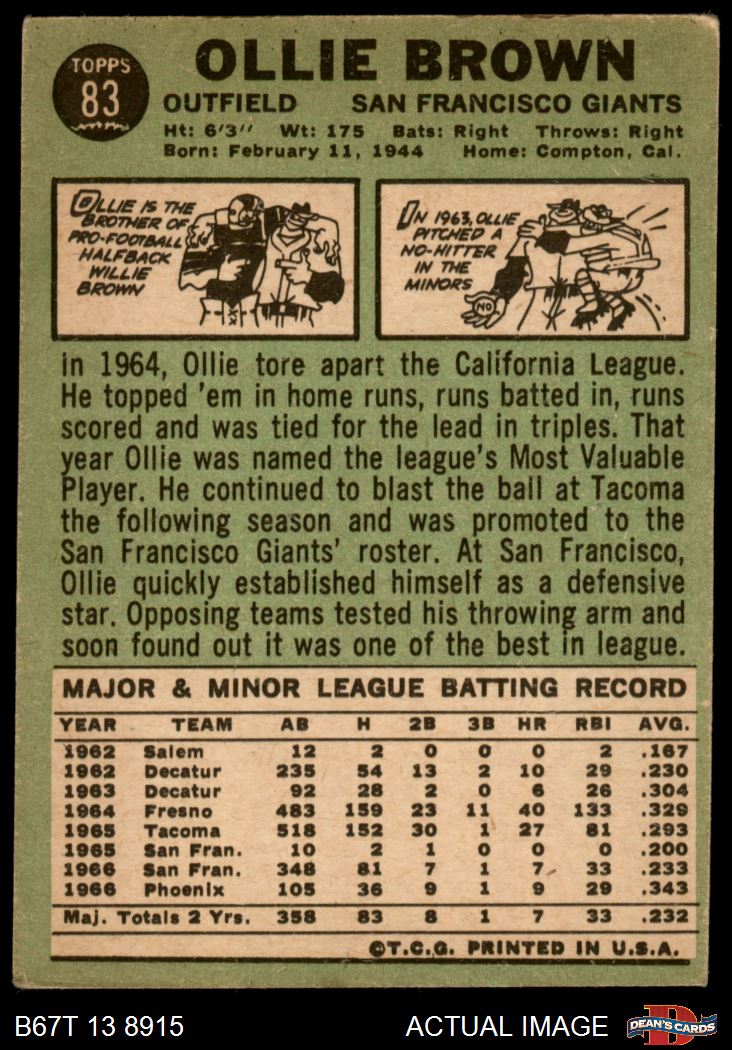 TOPPS
83
OLLIE BROWN
OUTFIELD SAN FRANCISCO GIANTS
Ht: 6'3" Wt: 175 Bats: Right Throws: Right
Born: February 11, 1944 Home: Compton, Cal.
OLLIE IS THE
BROTHER OF
PRO-FOOTBALL
HALFBACK
WILLIE
BROWN
IN 1963, OLLIE
PITCHED A
NO-HITTER
IN THE
MINORS
NO
In 1964, Ollie tore apart the California League.
He topped 'em in home runs, runs batted in, runs
scored and was tied for the lead in triples. That
year Ollie was named the league's Most Valuable
Player. He continued to blast the ball at Tacoma
the following season and was promoted to the
San Francisco Giants' roster. At San Francisco,
Ollie quickly established himself as a defensive
star. Opposing teams tested his throwing arm and
soon found out it was one of the best in league.
MAJOR & MINOR LEAGUE BATTING RECORD
YEAR TEAM AB H 2B 3B HR RBI AVG.
1962 Salem 12 2 0 0 0 2 .167
1962 Decatur 235 54 13 2 10 29 .230
1963 Decatur 92 28 2 0 6 26 .304
1964 Fresno 483 159 23 11 40 133 .329
1965 Tacoma 518 152 30 1 27 81 .293
1965 San Fran. 10 2 1 0 0 0 .200
1966 San Fran. 348 81 7 1 7 33 .233
1966 Phoenix 105 36 9 1 9 29 .343
Maj. Totals 2 Yrs. 358 83 8 1 7 33 .232
©T.C.G. PRINTED IN U.S.A.
B67T 13 8915 ACTUAL IMAGE
DEAN'S CARDS